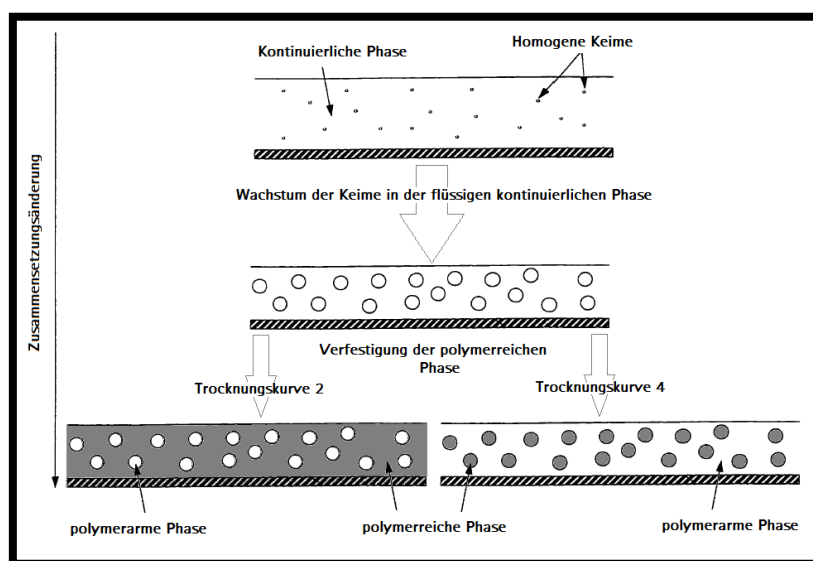 Homogene Keime
Kontinuierliche Phase
Wachstum der Keime in der flüssigen kontinuierlichen Phase
Zusammensetzungsänderung
Verfestigung der polymerreichen
Phase
Trocknungskurve 2
Trocknungskurve 4
polymerarme Phase
polymerreiche Phase
polymerarme Phase